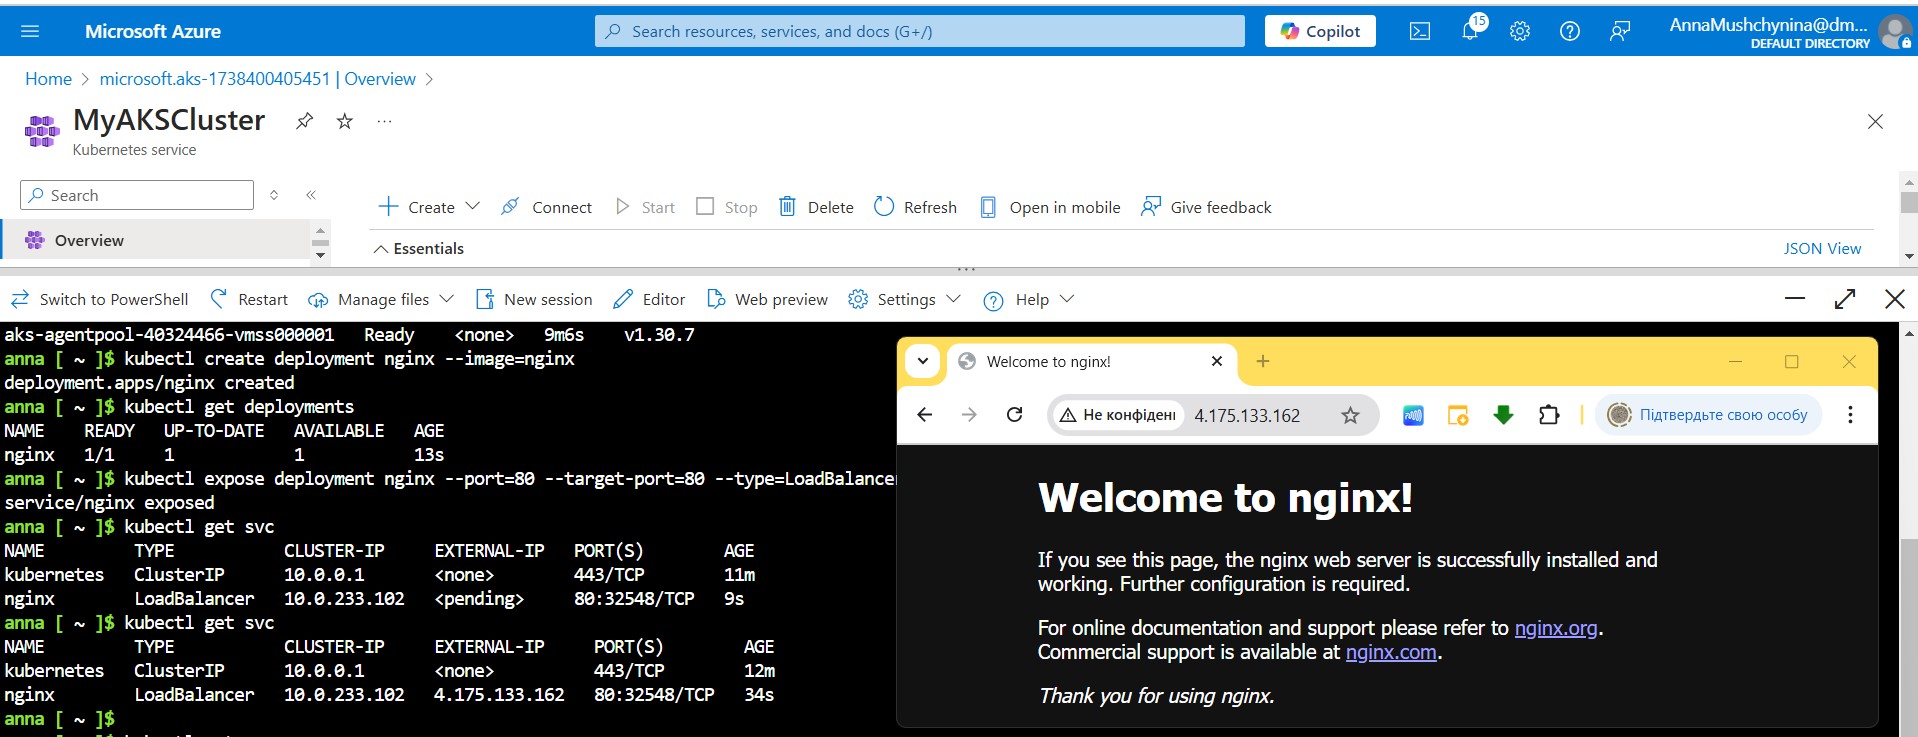 Microsoft Azure
Search resources, services, and docs (G+/)
Copilot
15
AnnaMushchynina@dm...
DEFAULT DIRECTORY
Home > microsoft.aks-1738400405451 | Overview >
MyAKSCluster
...
Kubernetes service
Search
Create
Connect
Start
Stop
Delete
Refresh
Open in mobile
Give feedback
Overview
Essentials
JSON View
Switch to PowerShell
Restart
Manage files
New session
Editor
Web preview
Settings
Help
aks-agentpool-40324466-vmss000001 Ready <none> 9m6s v1.30.7
anna [ ~ ]$ kubectl create deployment nginx --image=nginx
deployment.apps/nginx created
anna [ ~ ]$ kubectl get deployments
NAME READY UP-TO-DATE AVAILABLE AGE
nginx 1/1 1 1 13s
anna [ ~ ]$ kubectl expose deployment nginx --port=80 --target-port=80 --type=LoadBalancer
service/nginx exposed
anna [ ~ ]$ kubectl get svc
NAME TYPE CLUSTER-IP EXTERNAL-IP PORT(S) AGE
kubernetes ClusterIP 10.0.0.1 <none> 443/TCP 11m
nginx LoadBalancer 10.0.233.102 <pending> 80:32548/TCP 9s
anna [ ~ ]$ kubectl get svc
NAME TYPE CLUSTER-IP EXTERNAL-IP PORT(S) AGE
kubernetes ClusterIP 10.0.0.1 <none> 443/TCP 12m
nginx LoadBalancer 10.0.233.102 4.175.133.162 80:32548/TCP 34s
anna [ ~ ]$
Welcome to nginx!
Не конфіденц
4.175.133.162
Підтвердьте свою особу
Welcome to nginx!
If you see this page, the nginx web server is successfully installed and
working. Further configuration is required.
For online documentation and support please refer to nginx.org.
Commercial support is available at nginx.com.
Thank you for using nginx.